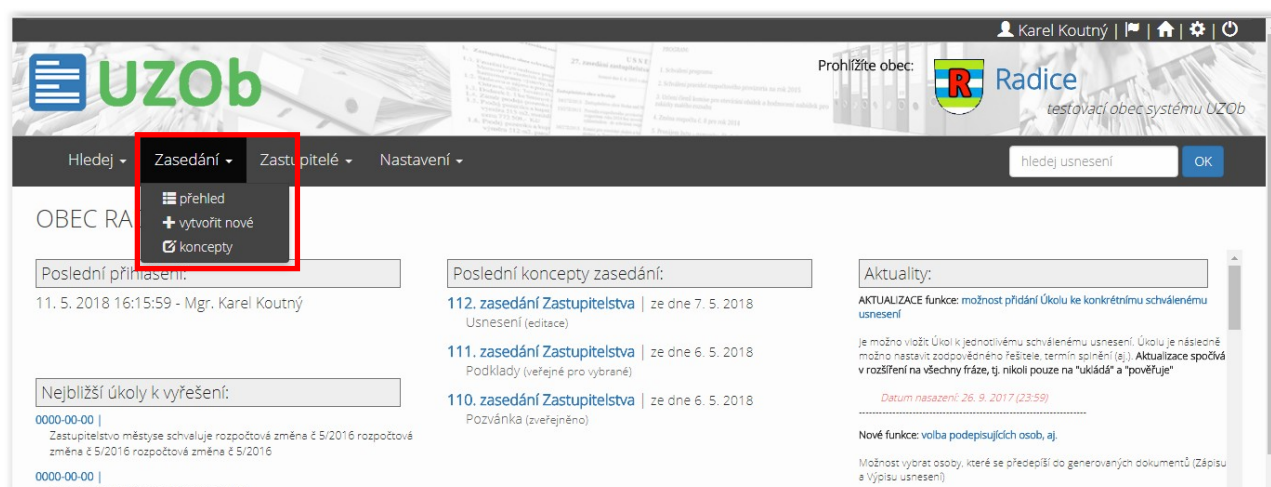 Karel Koutný | | | |
UZOb
Prohlížíte obec:
R
Radice
testovací obec systému UZOb
Hledej Zasedání Zastupitelé Nastavení
hledej usnesení OK
přehled
vytvořit nové
koncepty
OBEC RA
Poslední přihlášení:
11. 5. 2018 16:15:59 - Mgr. Karel Koutný
Nejbližší úkoly k vyřešení:
0000-00-00 |
Zastupitelstvo městyse schvaluje rozpočtová změna č 5/2016 rozpočtová
změna č 5/2016 rozpočtová změna č 5/2016
0000-00-00 |
Poslední koncepty zasedání:
112. zasedání Zastupitelstva | ze dne 7. 5. 2018
Usnesení (editace)
111. zasedání Zastupitelstva | ze dne 6. 5. 2018
Podklady (veřejné pro vybrané)
110. zasedání Zastupitelstva | ze dne 6. 5. 2018
Pozvánka (zveřejněno)
Aktuality:
AKTUALIZACE funkce: možnost přidání Úkolu ke konkrétnímu schválenému
usnesení
Je možno vložit Úkol k jednotlivému schválenému usnesení. Úkolu je následně
možno nastavit zodpovědného řešitele, termín splnění (aj.). Aktualizace spočívá
v rozšíření na všechny fráze, tj. nikoli pouze na "ukládá" a "pověřuje"
Datum nasazení: 26. 9. 2017 (23:59)
Nové funkce: volba podepisujících osob, aj.
Možnost vybrat osoby, které se předepíší do generovaných dokumentů (Zápisu
a Výpisu usnesení)